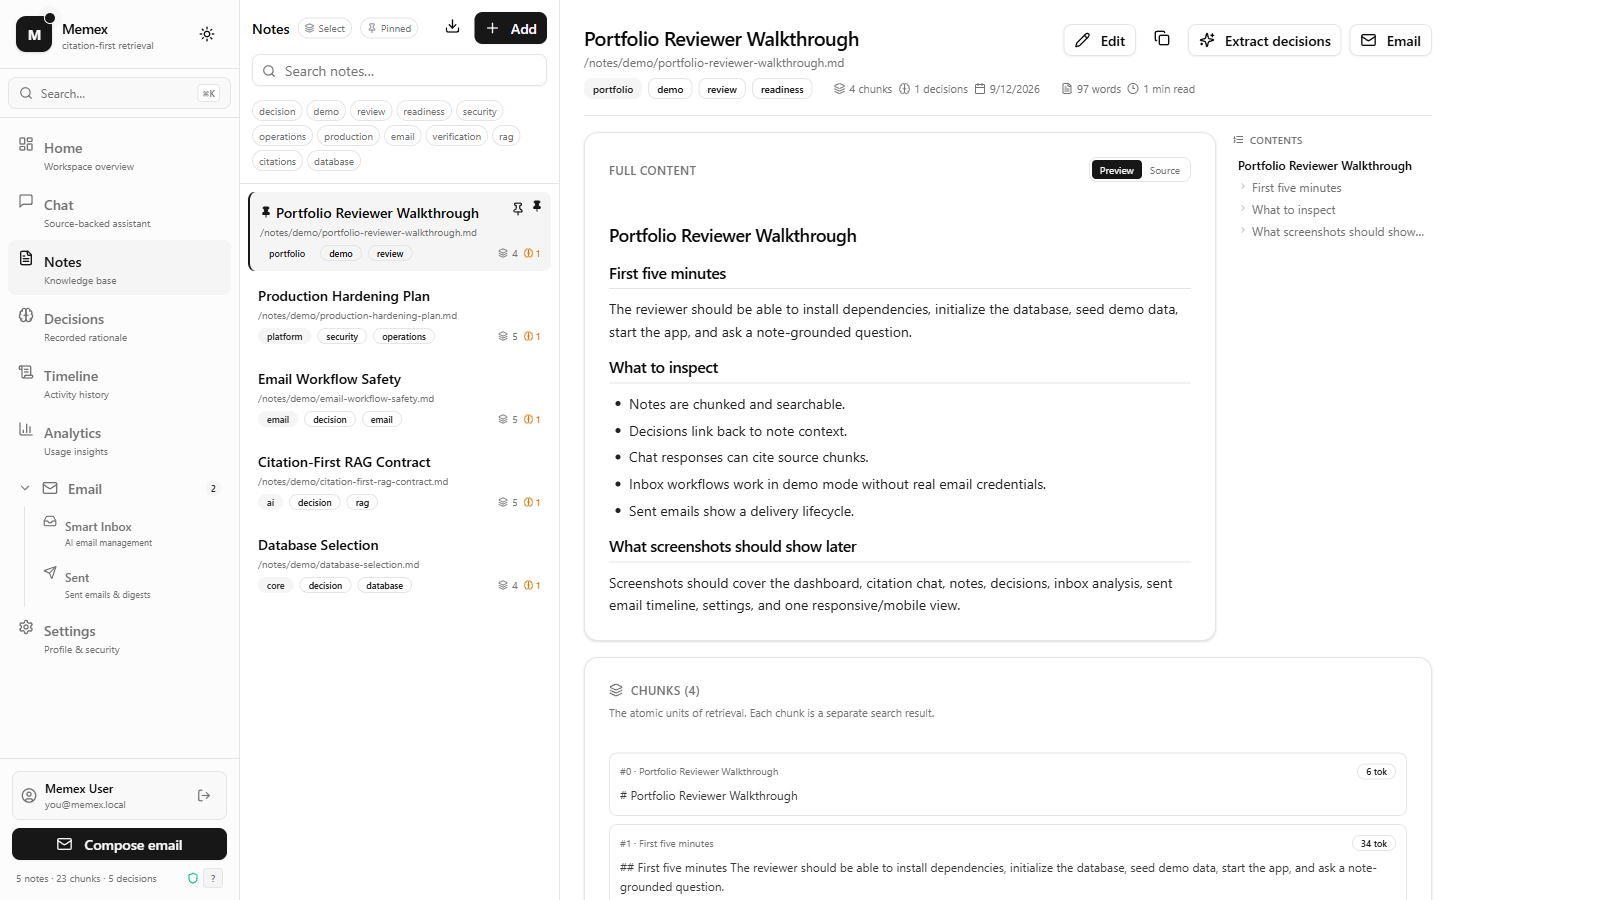 M
Memex
citation-first retrieval
Search...
⌘K
Home
Workspace overview
Chat
Source-backed assistant
Notes
Knowledge base
Decisions
Recorded rationale
Timeline
Activity history
Analytics
Usage insights
Email 2
Smart Inbox
AI email management
Sent
Sent emails & digests
Settings
Profile & security
Memex User
you@memex.local
Compose email
5 notes · 23 chunks · 5 decisions ?
Notes Select Pinned Add
Search notes...
decision demo review readiness security
operations production email verification rag
citations database
Portfolio Reviewer Walkthrough
/notes/demo/portfolio-reviewer-walkthrough.md
portfolio demo review 4 1
Production Hardening Plan
/notes/demo/production-hardening-plan.md
platform security operations 5 1
Email Workflow Safety
/notes/demo/email-workflow-safety.md
email decision email 5 1
Citation-First RAG Contract
/notes/demo/citation-first-rag-contract.md
ai decision rag 5 1
Database Selection
/notes/demo/database-selection.md
core decision database 4 1
Portfolio Reviewer Walkthrough
/notes/demo/portfolio-reviewer-walkthrough.md
Edit Extract decisions Email
portfolio demo review readiness 4 chunks 1 decisions 9/12/2026 97 words 1 min read
FULL CONTENT
Preview Source
Portfolio Reviewer Walkthrough
First five minutes
The reviewer should be able to install dependencies, initialize the database, seed demo data,
start the app, and ask a note-grounded question.
What to inspect
• Notes are chunked and searchable.
• Decisions link back to note context.
• Chat responses can cite source chunks.
• Inbox workflows work in demo mode without real email credentials.
• Sent emails show a delivery lifecycle.
What screenshots should show later
Screenshots should cover the dashboard, citation chat, notes, decisions, inbox analysis, sent
email timeline, settings, and one responsive/mobile view.
CONTENTS
Portfolio Reviewer Walkthrough
First five minutes
What to inspect
What screenshots should show...
CHUNKS (4)
The atomic units of retrieval. Each chunk is a separate search result.
#0 · Portfolio Reviewer Walkthrough 6 tok
# Portfolio Reviewer Walkthrough
#1 · First five minutes 34 tok
## First five minutes The reviewer should be able to install dependencies, initialize the database, seed demo data, start the app, and ask a note-
grounded question.